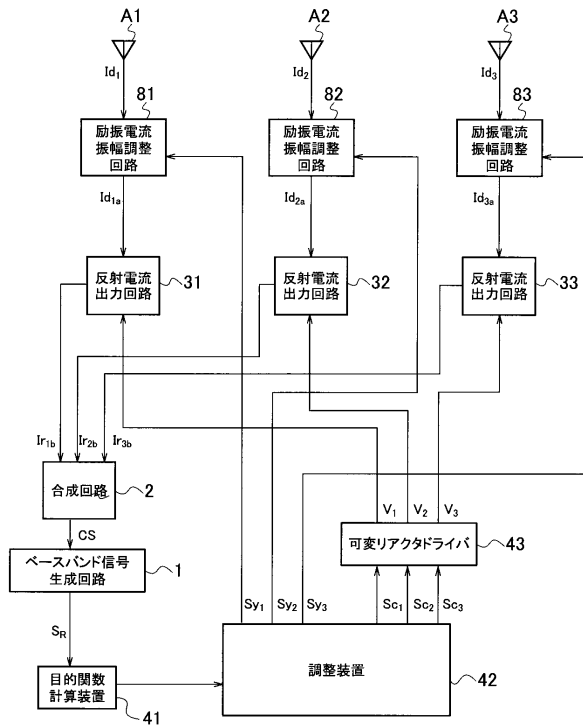 A1
A2
A3
Id1
Id2
Id3
81
82
83
励振電流
振幅調整
回路
励振電流
振幅調整
回路
励振電流
振幅調整
回路
Id1a
Id2a
Id3a
反射電流
出力回路
31
反射電流
出力回路
32
反射電流
出力回路
33
Ir1b
Ir2b
Ir3b
合成回路
2
V1
V2
V3
CS
可変リアクタドライバ
43
ベースバンド信号
生成回路
1
SR
Sy1
Sy2
Sy3
Sc1
Sc2
Sc3
目的関数
計算装置
41
調整装置
42